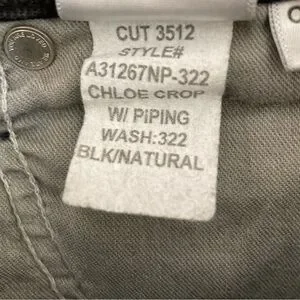 CUT 3512
STYLE#
A31267NP-322
CHLOE CROP
W/ PIPING
WASH:322
BLK/NATURAL